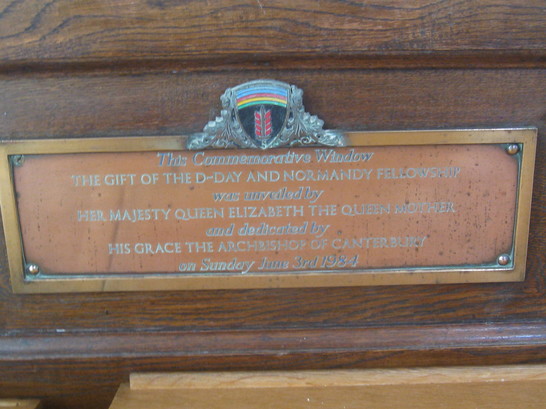 This Commemorative Window
THE GIFT OF THE D-DAY AND NORMANDY FELLOWSHIP
was unveiled by
HER MAJESTY QUEEN ELIZABETH THE QUEEN MOTHER
and dedicated by
HIS GRACE THE ARCHBISHOP OF CANTERBURY
on Sunday June 3rd 1984